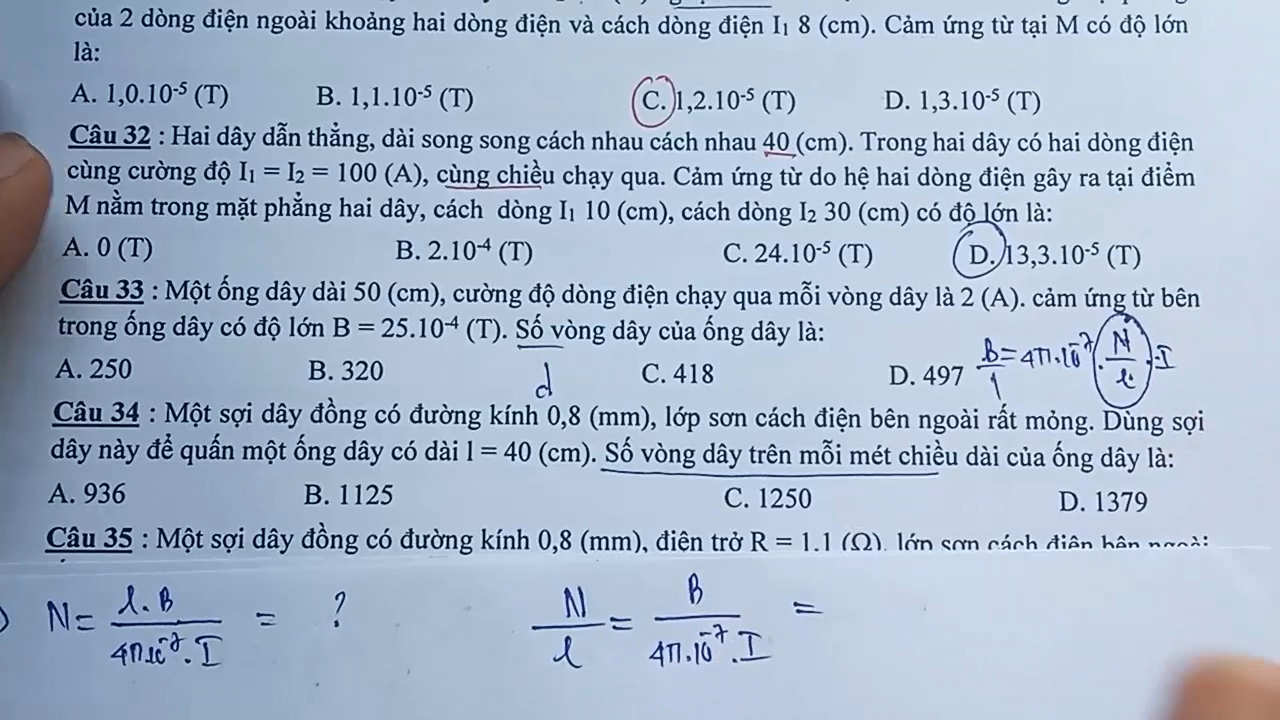 của 2 dòng điện ngoài khoảng hai dòng điện và cách dòng điện I₁ 8 (cm). Cảm ứng từ tại M có độ lớn
là:
A. 1,0.10⁻⁵ (T) B. 1,1.10⁻⁵ (T) C. 1,2.10⁻⁵ (T) D. 1,3.10⁻⁵ (T)
Câu 32 : Hai dây dẫn thẳng, dài song song cách nhau cách nhau 40 (cm). Trong hai dây có hai dòng điện
cùng cường độ I₁ = I₂ = 100 (A), cùng chiều chạy qua. Cảm ứng từ do hệ hai dòng điện gây ra tại điểm
M nằm trong mặt phẳng hai dây, cách dòng I₁ 10 (cm), cách dòng I₂ 30 (cm) có độ lớn là:
A. 0 (T) B. 2.10⁻⁴ (T) C. 24.10⁻⁵ (T) D. 13,3.10⁻⁵ (T)
Câu 33 : Một ống dây dài 50 (cm), cường độ dòng điện chạy qua mỗi vòng dây là 2 (A). cảm ứng từ bên
trong ống dây có độ lớn B = 25.10⁻⁴ (T). Số vòng dây của ống dây là:
A. 250 B. 320 C. 418 D. 497
B/1 = 4π.10⁻⁷.(N/l).I
d
Câu 34 : Một sợi dây đồng có đường kính 0,8 (mm), lớp sơn cách điện bên ngoài rất mỏng. Dùng sợi
dây này để quấn một ống dây có dài l = 40 (cm). Số vòng dây trên mỗi mét chiều dài của ống dây là:
A. 936 B. 1125 C. 1250 D. 1379
Câu 35 : Một sợi dây đồng có đường kính 0,8 (mm), điện trở R = 1,1 (Ω), lớp sơn cách điện bên ngoài
N = l.B/4π.10⁻⁷.I = ?
N/l = B/4π.10⁻⁷.I =